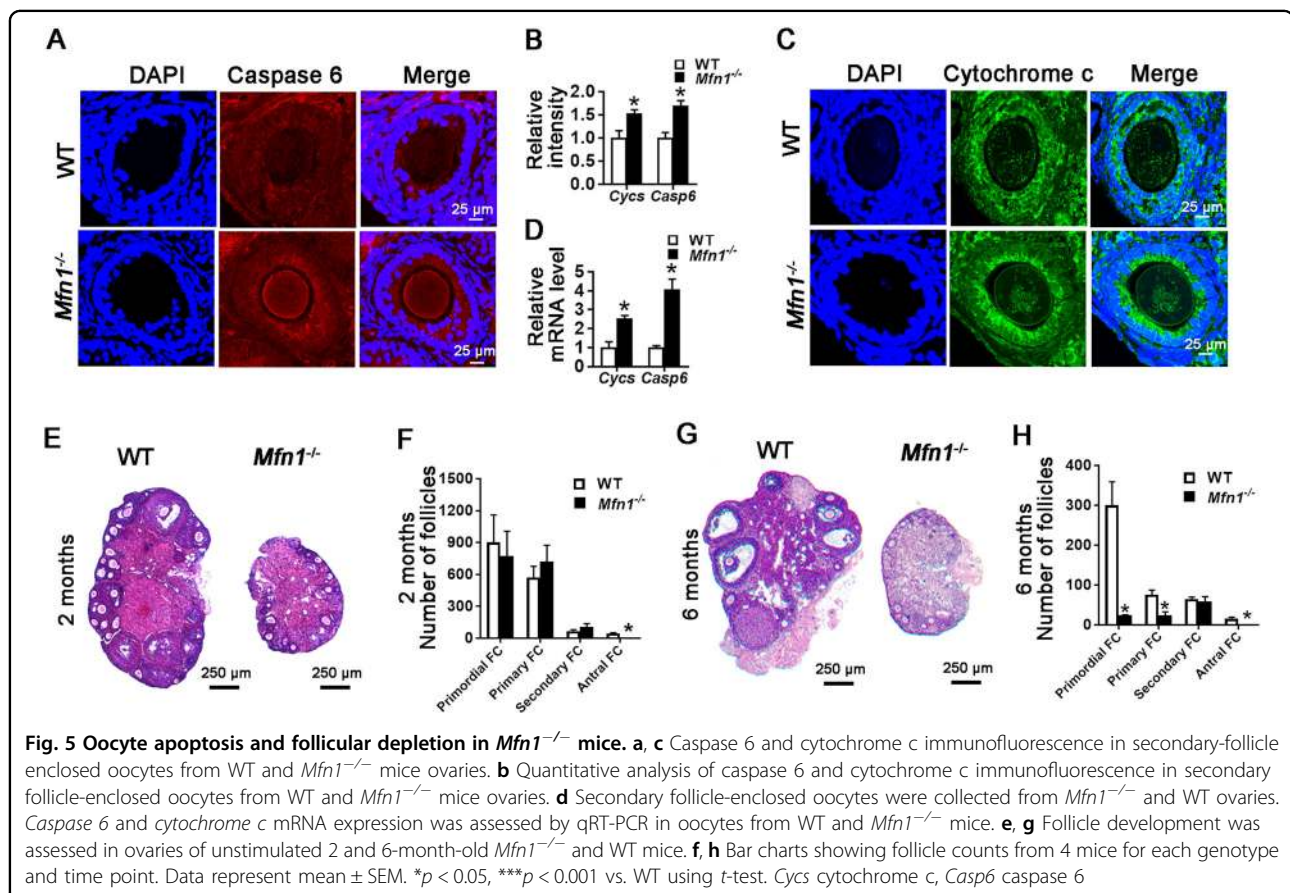 A
DAPI Caspase 6 Merge
WT
25 µm
Mfn1-/-
25 µm
B
WT
Mfn1-/-
Relative
intensity
2.0
1.5
1.0
0.5
0.0
* *
Cycs Casp6
D
WT
Mfn1-/-
Relative
mRNA level
5
4
3
2
1
0
* *
Cycs Casp6
C
DAPI Cytochrome c Merge
WT
25 µm
Mfn1-/-
25 µm
E
WT Mfn1-/-
2 months
250 µm 250 µm
F
WT
Mfn1-/-
2 months
Number of follicles
1500
1200
900
600
300
0
*
Primordial FC
Primary FC
Secondary FC
Antral FC
G
WT Mfn1-/-
6 months
250 µm 250 µm
H
WT
Mfn1-/-
6 months
Number of follicles
400
300
200
100
0
* * *
Primordial FC
Primary FC
Secondary FC
Antral FC
Fig. 5 Oocyte apoptosis and follicular depletion in Mfn1−/− mice. a, c Caspase 6 and cytochrome c immunofluorescence in secondary-follicle
enclosed oocytes from WT and Mfn1−/− mice ovaries. b Quantitative analysis of caspase 6 and cytochrome c immunofluorescence in secondary
follicle-enclosed oocytes from WT and Mfn1−/− mice ovaries. d Secondary follicle-enclosed oocytes were collected from Mfn1−/− and WT ovaries.
Caspase 6 and cytochrome c mRNA expression was assessed by qRT-PCR in oocytes from WT and Mfn1−/− mice. e, g Follicle development was
assessed in ovaries of unstimulated 2 and 6-month-old Mfn1−/− and WT mice. f, h Bar charts showing follicle counts from 4 mice for each genotype
and time point. Data represent mean ± SEM. *p < 0.05, ***p < 0.001 vs. WT using t-test. Cycs cytochrome c, Casp6 caspase 6